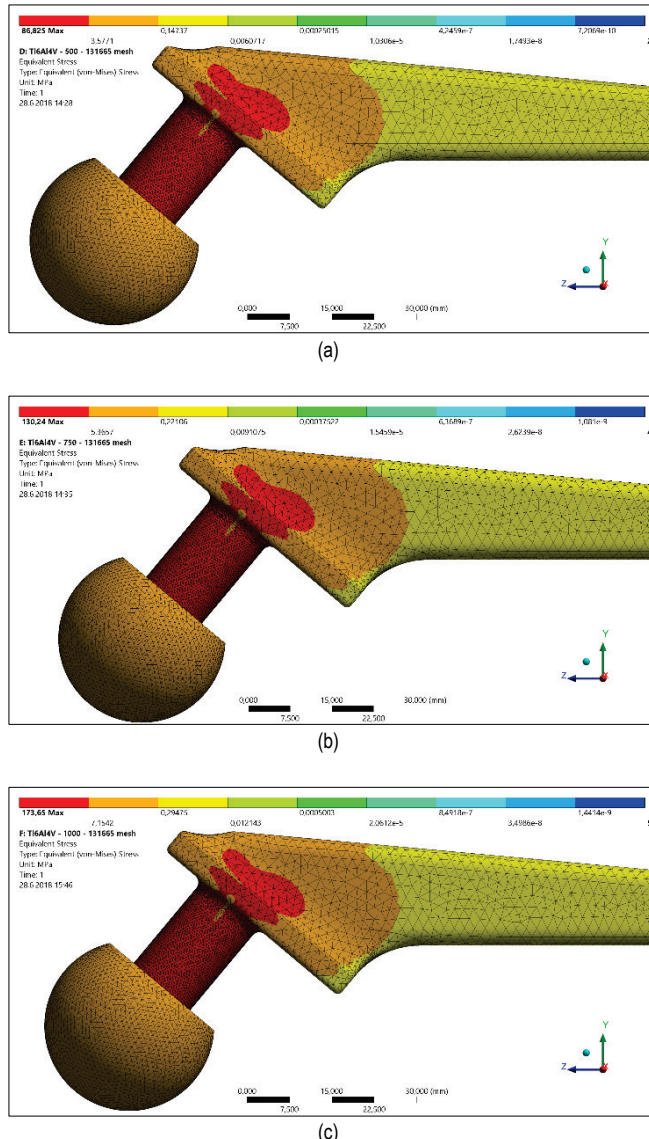 86,825 Max 0,14737 0,00025015 4,2459e-7 7,2069e-10
3,5771 0,0060717 1,0306e-5 1,7493e-8 2
D: Ti6Al4V - 500 - 131665 mesh
Equivalent Stress
Type: Equivalent (von-Mises) Stress
Unit: MPa
Time: 1
28.6.2018 14:28
Y
Z
X
0,000 15,000 30,000 (mm)
7,500 22,500
(a)
130,24 Max 0,22106 0,00037522 6,3689e-7 1,081e-9
5,3657 0,0091075 1,5459e-5 2,6239e-8
E: Ti6Al4V - 750 - 131665 mesh
Equivalent Stress
Type: Equivalent (von-Mises) Stress
Unit: MPa
Time: 1
28.6.2018 14:35
Y
Z
X
0,000 15,000 30,000 (mm)
7,500 22,500
(b)
173,65 Max 0,29475 0,0005003 8,4918e-7 1,4414e-9
7,1542 0,012143 2,0612e-5 3,4986e-8
F: Ti6Al4V - 1000 - 131665 mesh
Equivalent Stress
Type: Equivalent (von-Mises) Stress
Unit: MPa
Time: 1
28.6.2018 15:46
Y
Z
X
0,000 15,000 30,000 (mm)
7,500 22,500
(c)